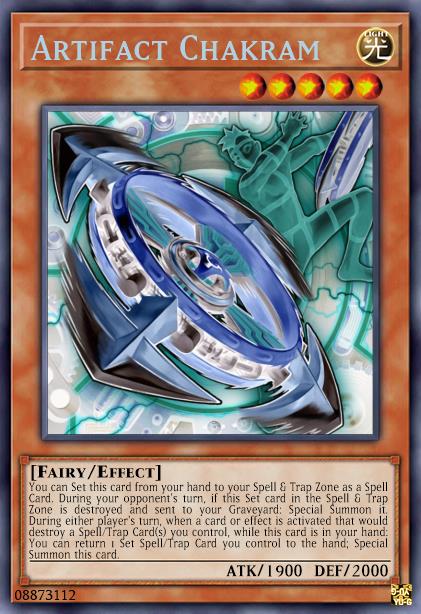 ARTIFACT CHAKRAM
LIGHT
光
[FAIRY/EFFECT]
You can Set this card from your hand to your Spell & Trap Zone as a Spell
Card. During your opponent's turn, if this Set card in the Spell & Trap
Zone is destroyed and sent to your Graveyard: Special Summon it.
During either player's turn, when a card or effect is activated that would
destroy a Spell/Trap Card(s) you control, while this card is in your hand:
You can return 1 Set Spell/Trap Card you control to the hand; Special
Summon this card.
ATK/1900 DEF/2000
08873112